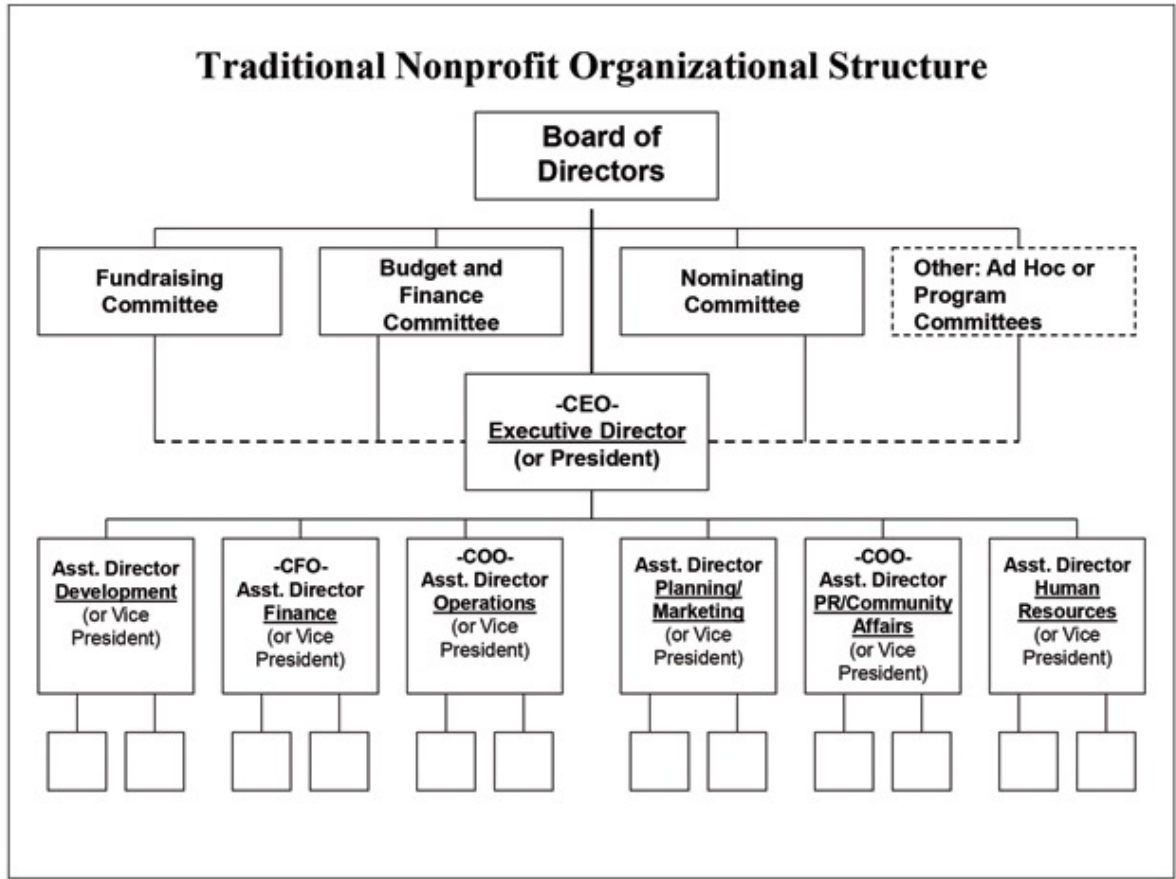 Traditional Nonprofit Organizational Structure
Board of
Directors
Fundraising
Committee
Budget and
Finance
Committee
Nominating
Committee
Other: Ad Hoc or
Program
Committees
-CEO-
Executive Director
(or President)
Asst. Director
Development
(or Vice
President)
-CFO-
Asst. Director
Finance
(or Vice
President)
-COO-
Asst. Director
Operations
(or Vice
President)
Asst. Director
Planning/
Marketing
(or Vice
President)
-COO-
Asst. Director
PR/Community
Affairs
(or Vice
President)
Asst. Director
Human
Resources
(or Vice
President)